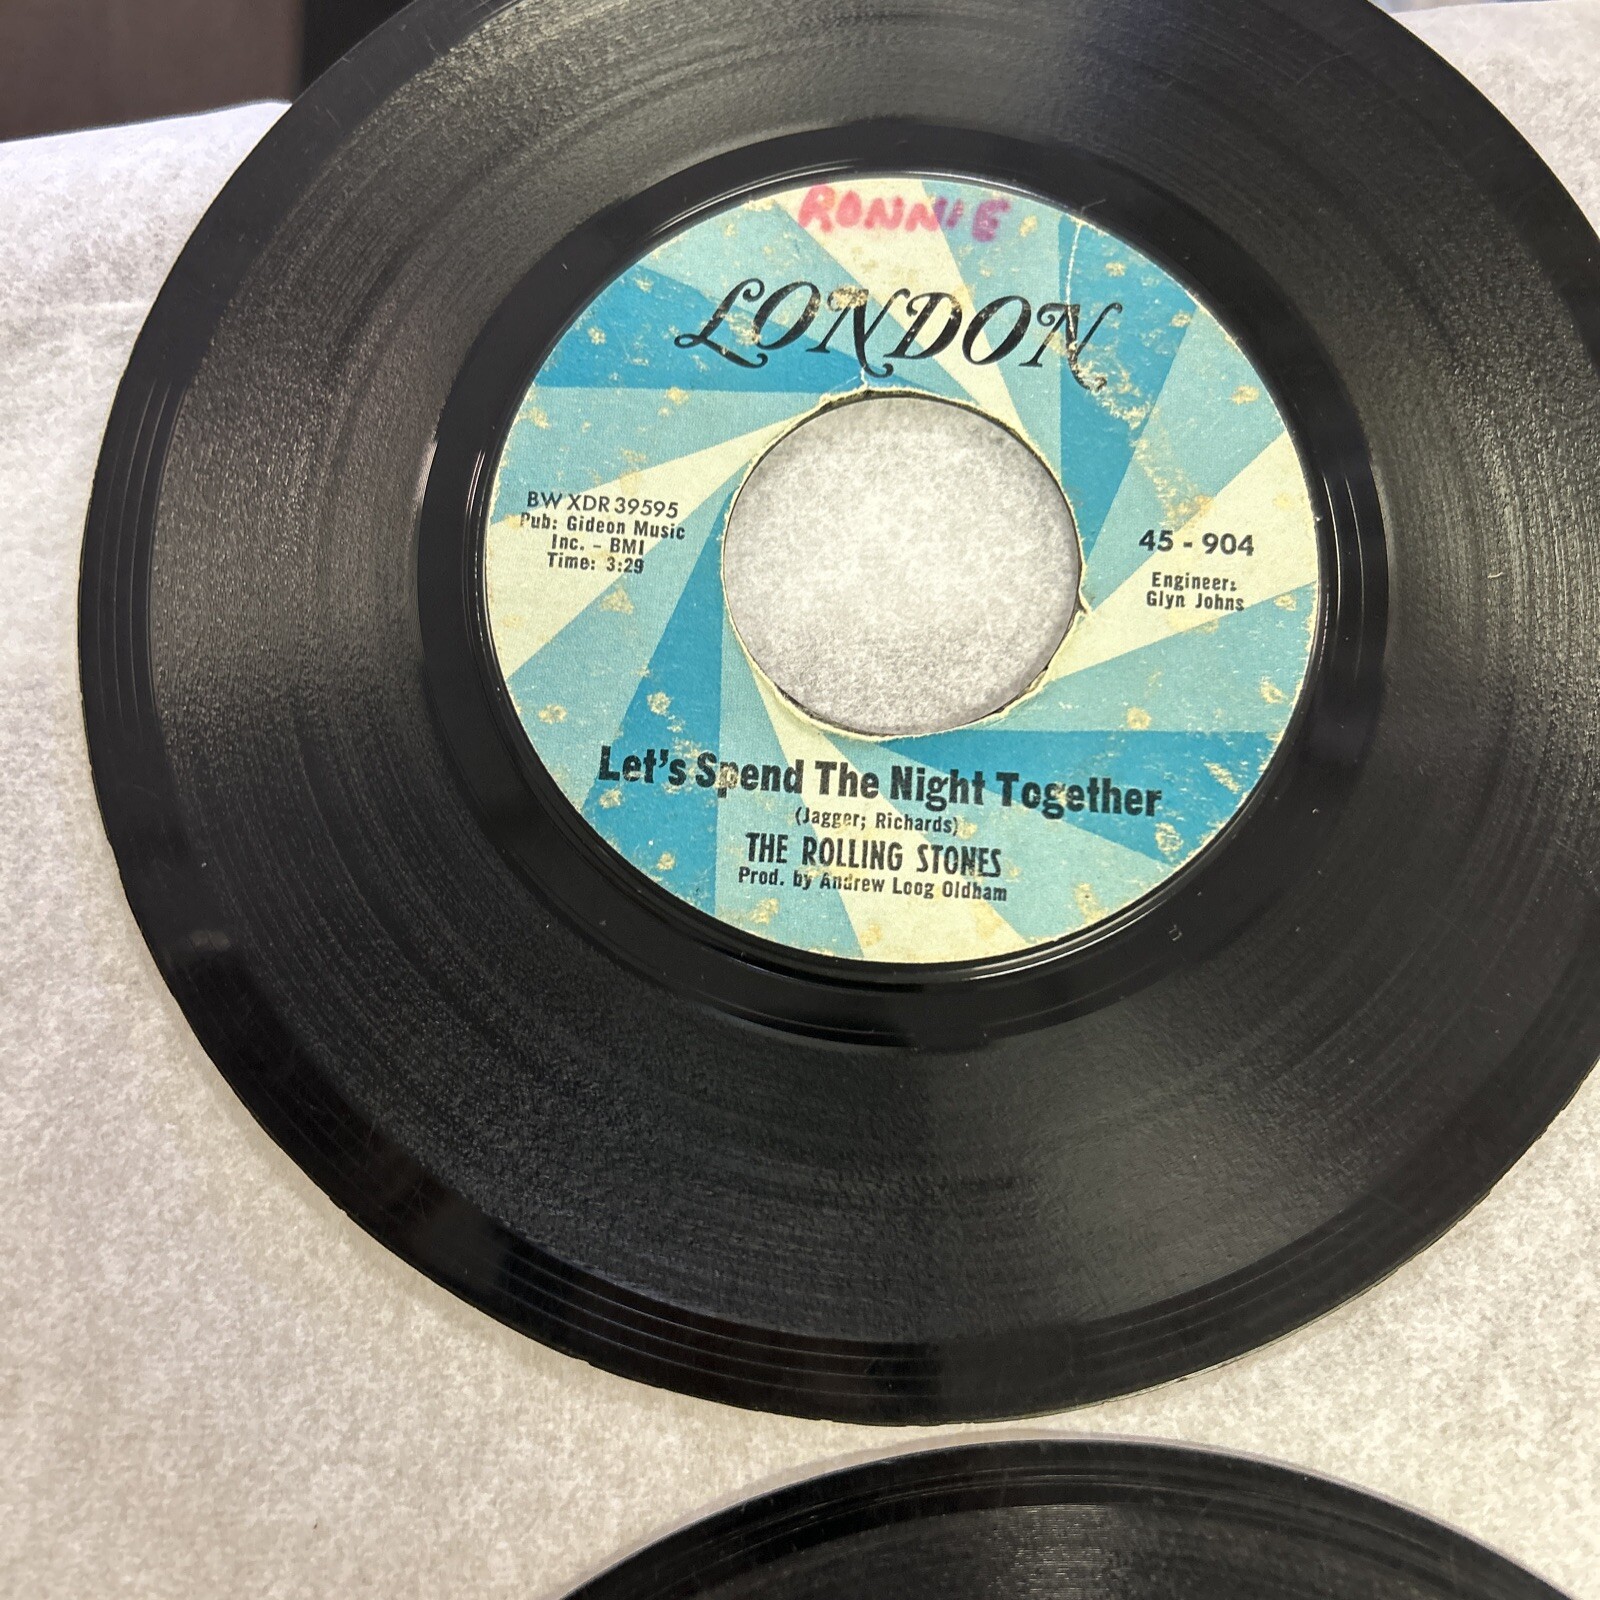 RONNIE
LONDON
BW XDR 39595
Pub: Gideon Music
Inc. - BMI
Time: 3:29
45 - 904
Engineer:
Glyn Johns
Let's Spend The Night Together
(Jagger; Richards)
THE ROLLING STONES
Prod. by Andrew Loog Oldham